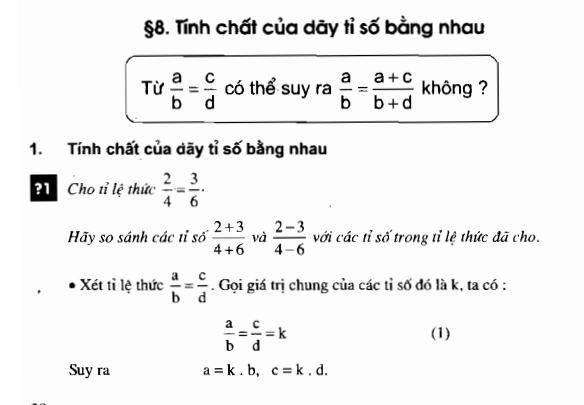 §8. Tính chất của dãy tỉ số bằng nhau
Từ a/b = c/d có thể suy ra a/b = (a + c)/(b + d) không ?
1. Tính chất của dãy tỉ số bằng nhau
?1 Cho tỉ lệ thức 2/4 = 3/6.
Hãy so sánh các tỉ số (2 + 3)/(4 + 6) và (2 − 3)/(4 − 6) với các tỉ số trong tỉ lệ thức đã cho.
• Xét tỉ lệ thức a/b = c/d . Gọi giá trị chung của các tỉ số đó là k, ta có :
a/b = c/d = k (1)
Suy ra a = k . b, c = k . d.